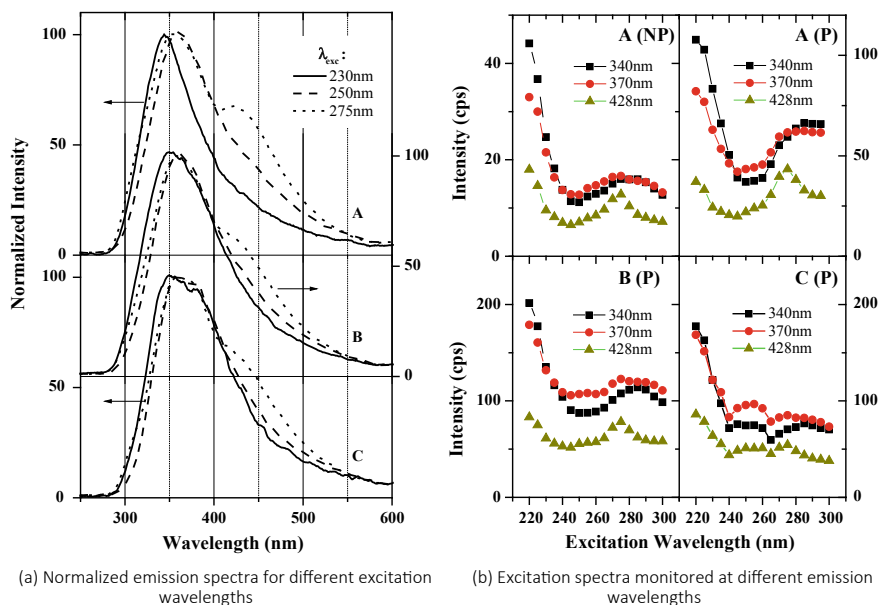 100
50
0
Normalized Intensity
λexc :
230nm
250nm
275nm
A
100
50
0
B
100
50
0
C
300 400 500 600
Wavelength (nm)
(a) Normalized emission spectra for different excitation
wavelengths
A (NP)
340nm
370nm
428nm
40
20
0
Intensity (cps)
A (P)
340nm
370nm
428nm
100
50
0
B (P)
340nm
370nm
428nm
200
100
0
Intensity (cps)
C (P)
340nm
370nm
428nm
200
100
0
220 240 260 280 300 220 240 260 280 300
Excitation Wavelength (nm)
(b) Excitation spectra monitored at different emission
wavelengths